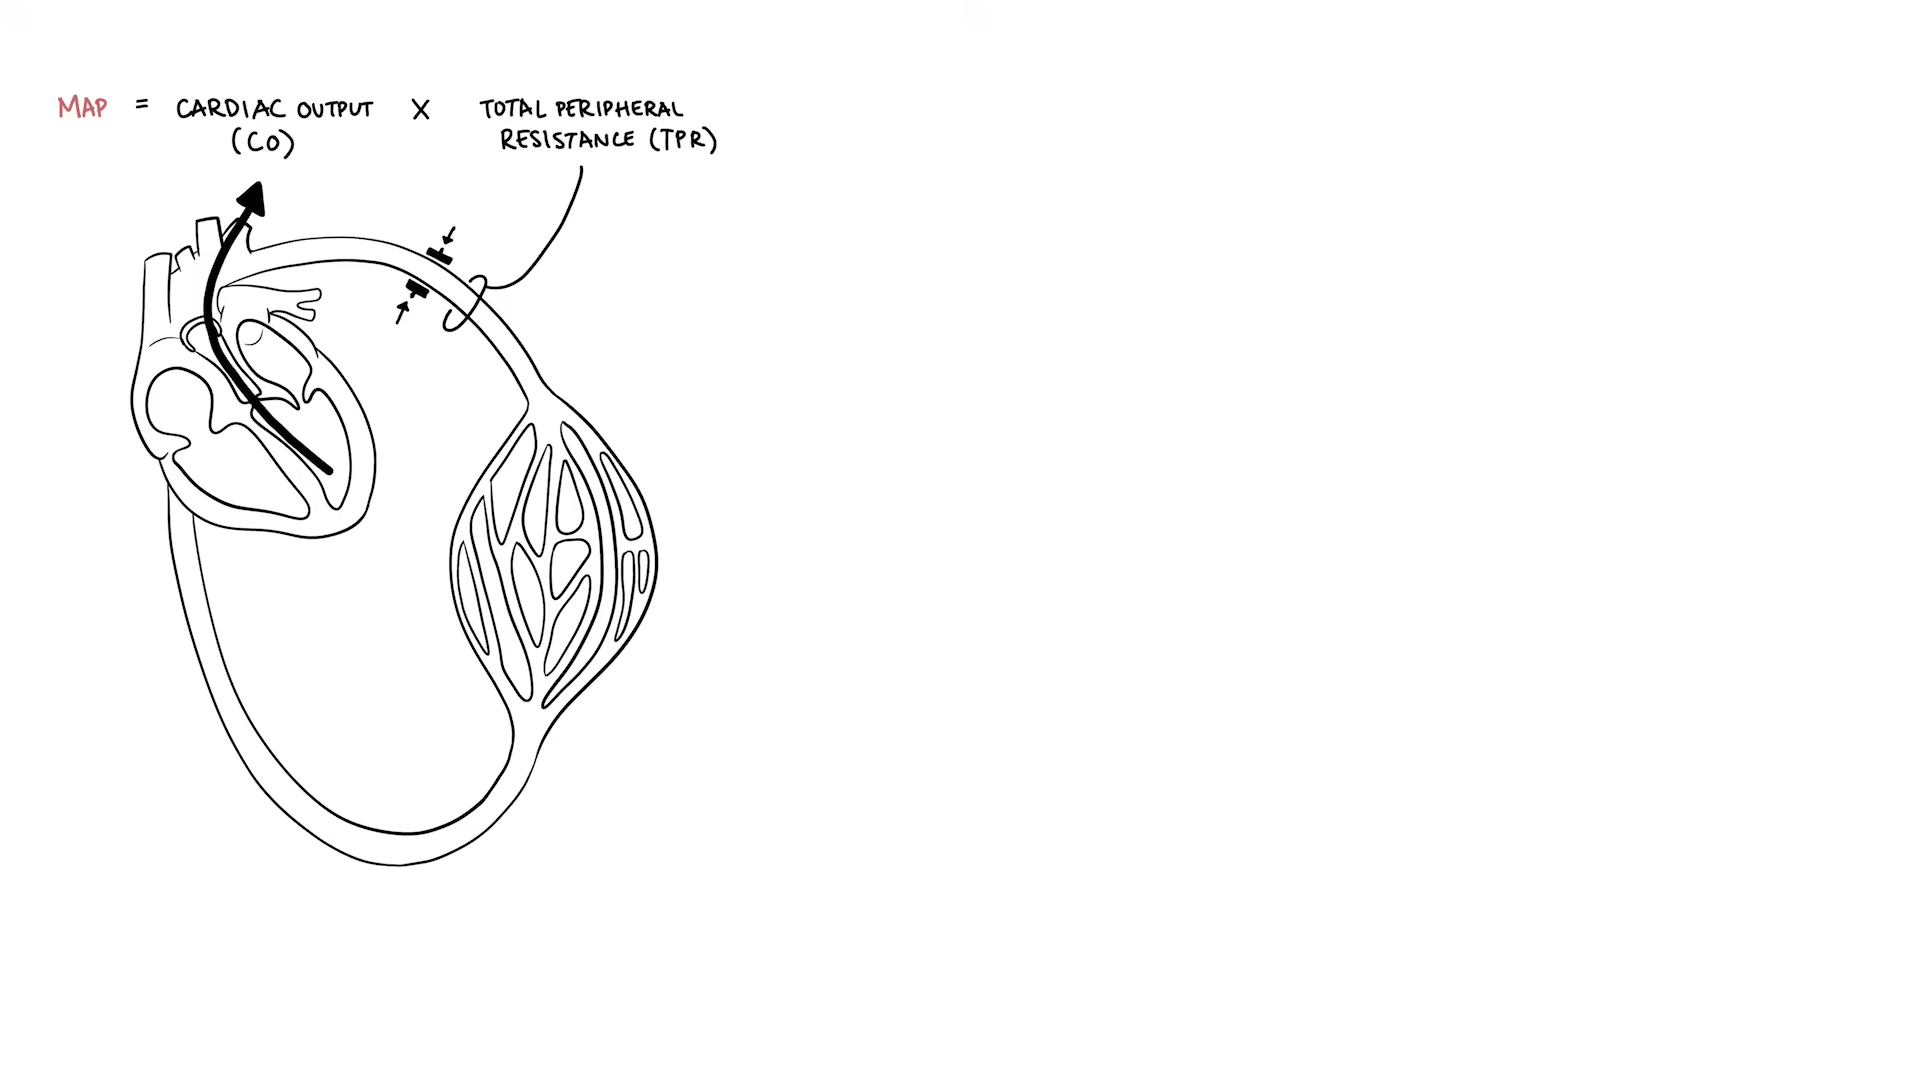 MAP = CARDIAC OUTPUT X TOTAL PERIPHERAL
(CO) RESISTANCE (TPR)